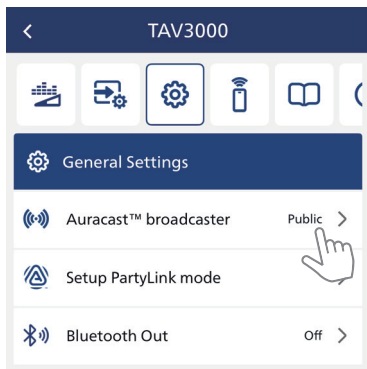 TAV3000
General Settings
Auracast™ broadcaster Public
Setup PartyLink mode
Bluetooth Out Off